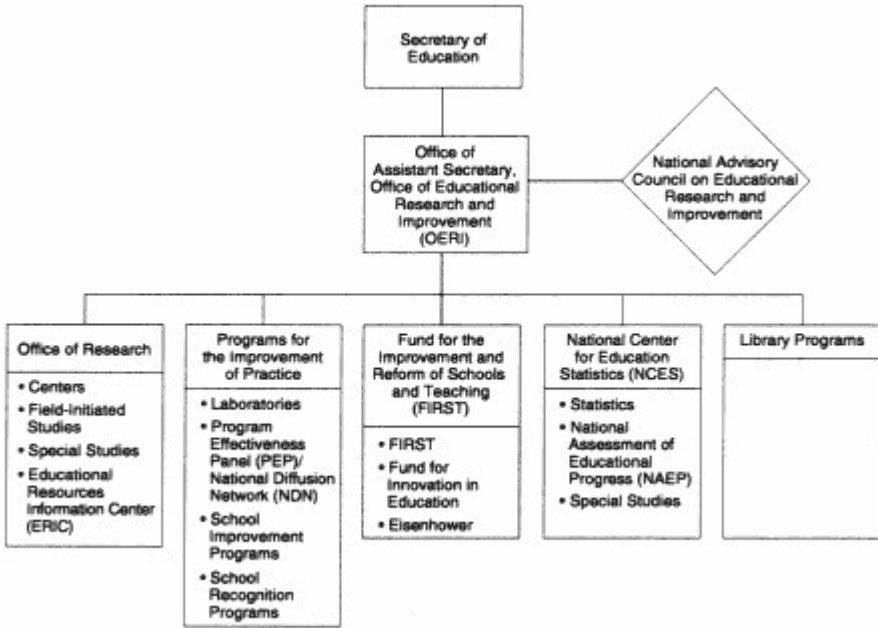 Secretary of
Education
Office of
Assistant Secretary,
Office of Educational
Research and
Improvement
(OERI)
National Advisory
Council on Educational
Research and
Improvement
Office of Research
• Centers
• Field-Initiated
Studies
• Special Studies
• Educational
Resources
Information Center
(ERIC)
Programs for
the Improvement
of Practice
• Laboratories
• Program
Effectiveness
Panel (PEP)/
National Diffusion
Network (NDN)
• School
Improvement
Programs
• School
Recognition
Programs
Fund for the
Improvement and
Reform of Schools
and Teaching
(FIRST)
• FIRST
• Fund for
Innovation in
Education
• Eisenhower
National Center
for Education
Statistics (NCES)
• Statistics
• National
Assessment of
Educational
Progress (NAEP)
• Special Studies
Library Programs